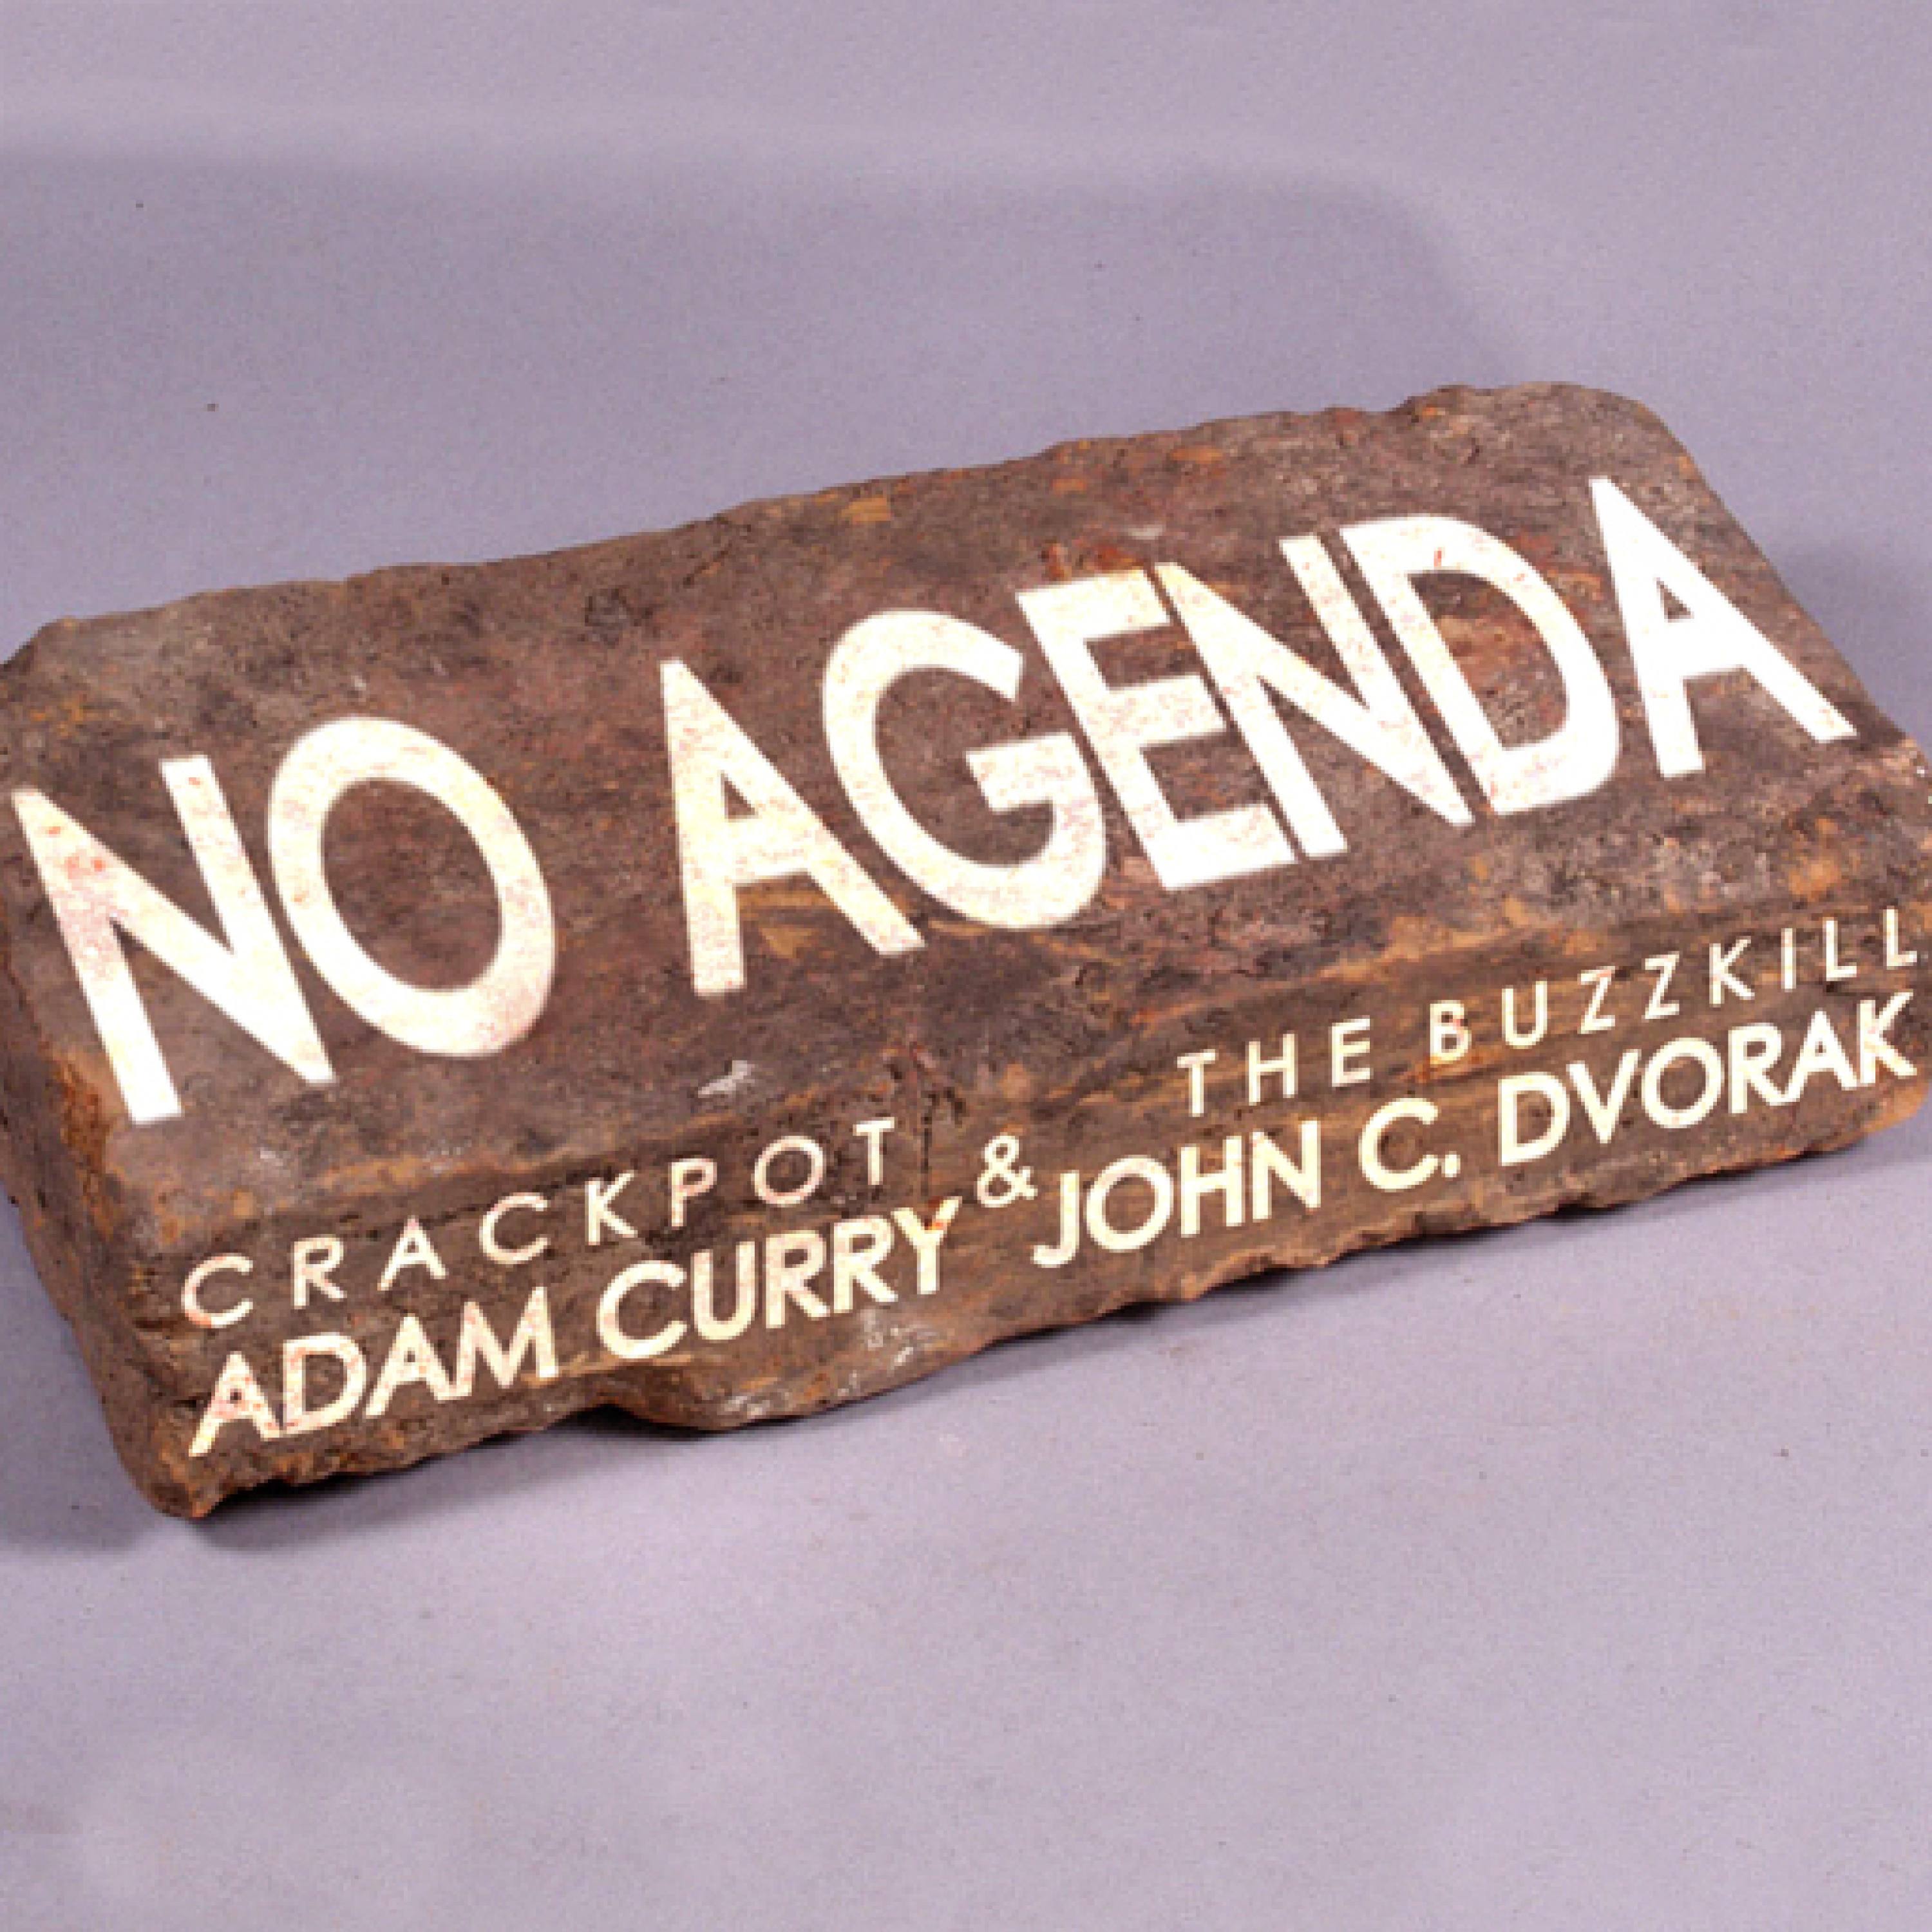 NO AGENDA
CRACKPOT & THE BUZZKILL
ADAM CURRY JOHN C. DVORAK